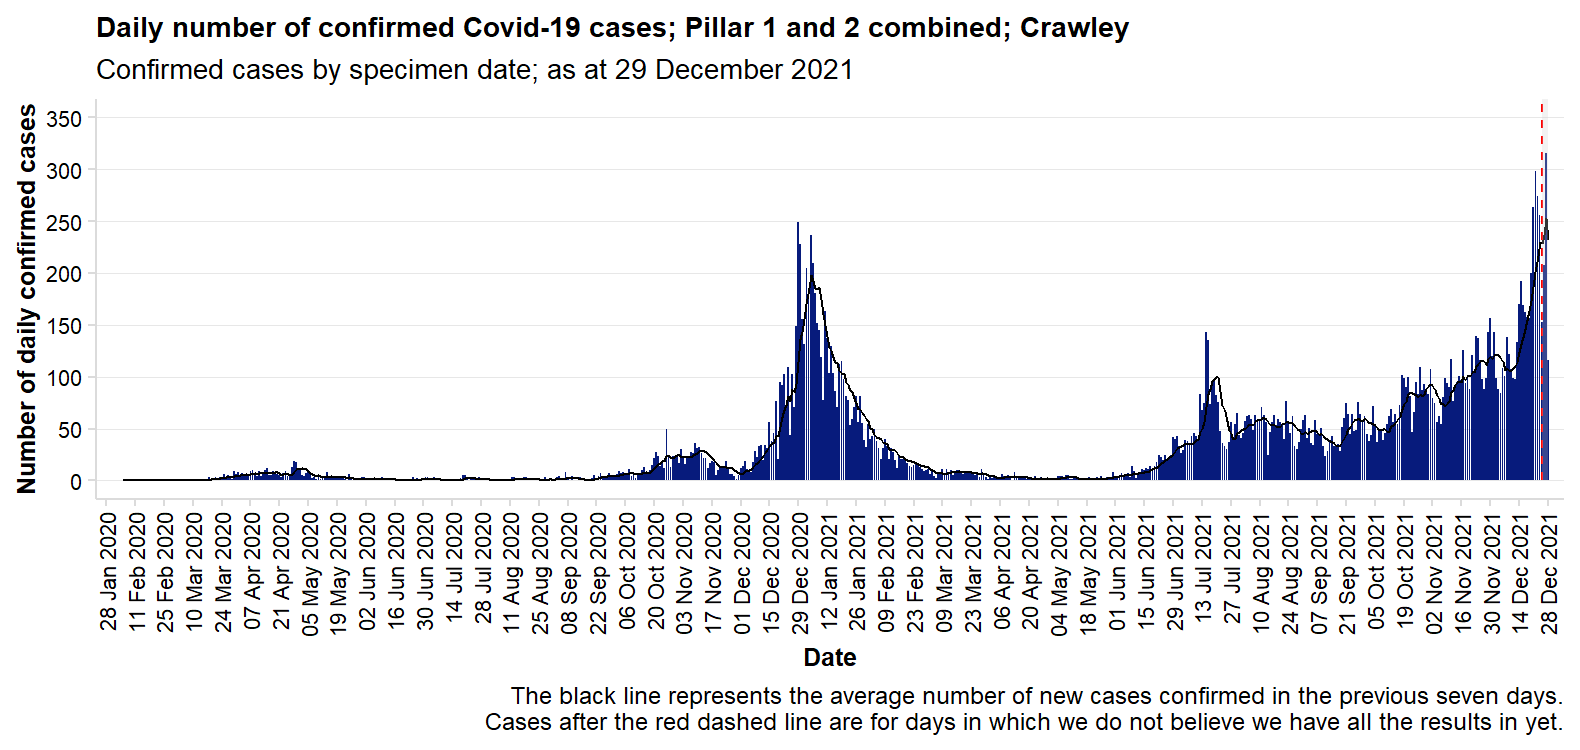 Daily number of confirmed Covid-19 cases; Pillar 1 and 2 combined; Crawley
Confirmed cases by specimen date; as at 29 December 2021
Number of daily confirmed cases
350
300
250
200
150
100
50
0
28 Jan 2020
11 Feb 2020
25 Feb 2020
10 Mar 2020
24 Mar 2020
07 Apr 2020
21 Apr 2020
05 May 2020
19 May 2020
02 Jun 2020
16 Jun 2020
30 Jun 2020
14 Jul 2020
28 Jul 2020
11 Aug 2020
25 Aug 2020
08 Sep 2020
22 Sep 2020
06 Oct 2020
20 Oct 2020
03 Nov 2020
17 Nov 2020
01 Dec 2020
15 Dec 2020
29 Dec 2020
12 Jan 2021
26 Jan 2021
09 Feb 2021
23 Feb 2021
09 Mar 2021
23 Mar 2021
06 Apr 2021
20 Apr 2021
04 May 2021
18 May 2021
01 Jun 2021
15 Jun 2021
29 Jun 2021
13 Jul 2021
27 Jul 2021
10 Aug 2021
24 Aug 2021
07 Sep 2021
21 Sep 2021
05 Oct 2021
19 Oct 2021
02 Nov 2021
16 Nov 2021
30 Nov 2021
14 Dec 2021
28 Dec 2021
Date
The black line represents the average number of new cases confirmed in the previous seven days.
Cases after the red dashed line are for days in which we do not believe we have all the results in yet.